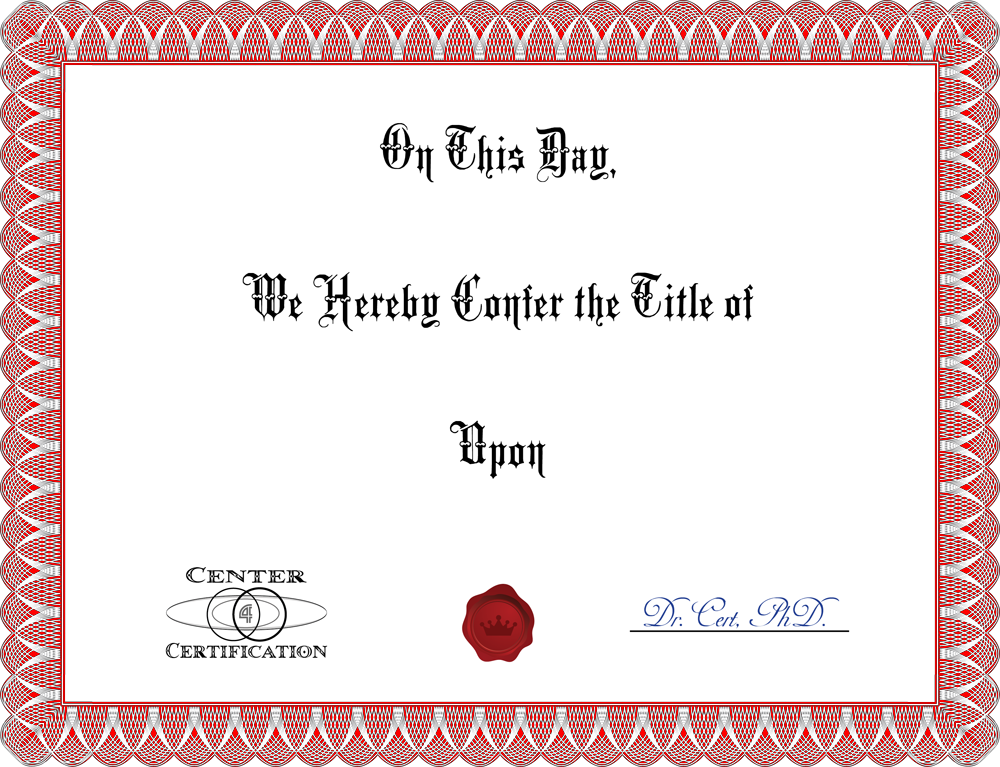 On This Day,
We Hereby Confer the Title of
Upon
CENTER
4
CERTIFICATION
Dr. Cert, PhD.